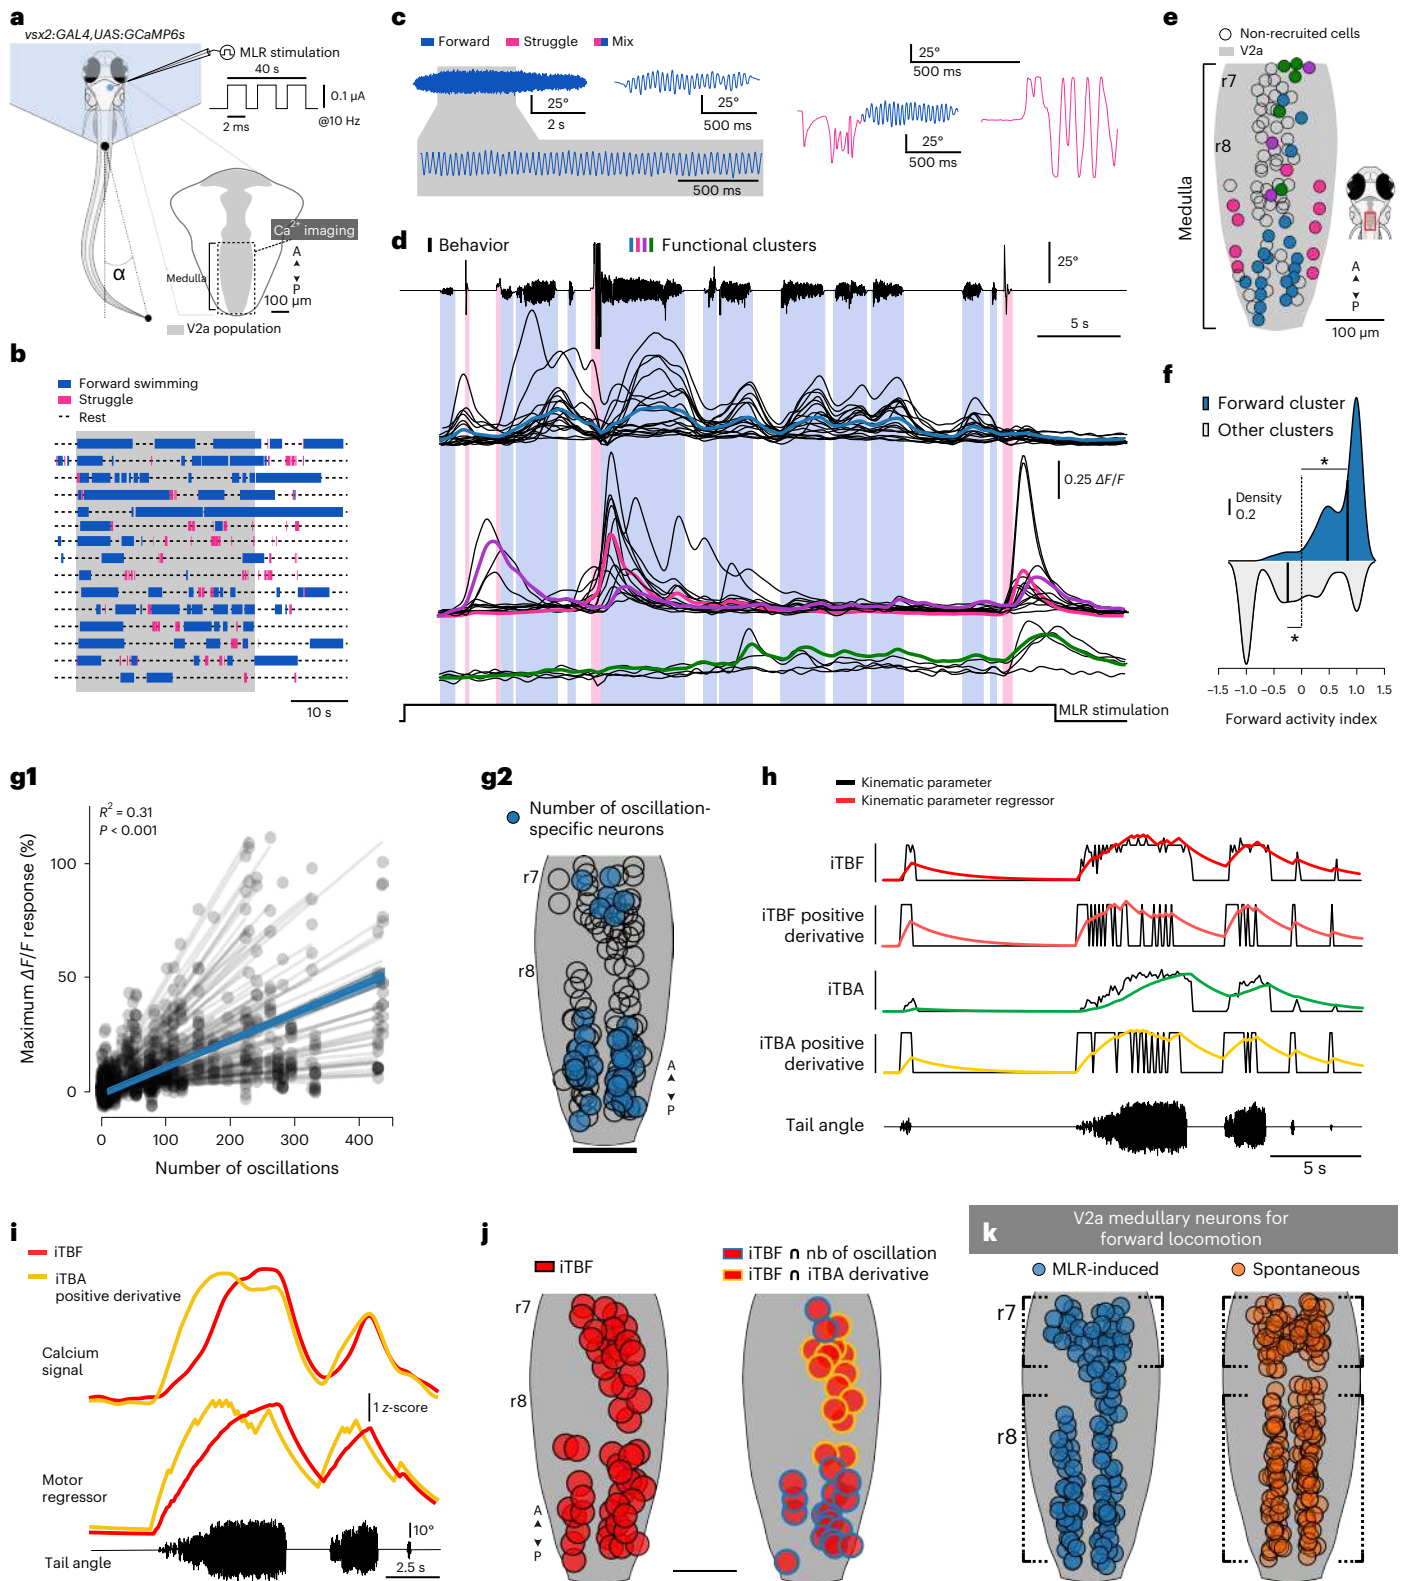 a
vsx2:GAL4,UAS:GCaMP6s
MLR stimulation
40 s
0.1 µA
@10 Hz
2 ms
α
Ca2+ imaging
Medulla
A
P
100 µm
V2a population
b
Forward swimming
Struggle
Rest
10 s
c
Forward
Struggle
Mix
25°
2 s
25°
500 ms
500 ms
25°
500 ms
25°
500 ms
d
Behavior
Functional clusters
25°
5 s
0.25 ΔF/F
MLR stimulation
e
Non-recruited cells
V2a
r7
r8
Medulla
A
P
100 µm
f
Forward cluster
Other clusters
*
Density
0.2
*
−1.5 −1.0 −0.5 0 0.5 1.0 1.5
Forward activity index
g1
R2 = 0.31
P < 0.001
Maximum ΔF/F response (%)
100
50
0
0 100 200 300 400
Number of oscillations
g2
Number of oscillation-
specific neurons
r7
r8
A
P
h
Kinematic parameter
Kinematic parameter regressor
iTBF
iTBF positive
derivative
iTBA
iTBA positive
derivative
Tail angle
5 s
i
iTBF
iTBA
positive derivative
Calcium
signal
1 z-score
Motor
regressor
10°
Tail angle
2.5 s
j
iTBF
iTBF ∩ nb of oscillation
iTBF ∩ iTBA derivative
r7
r8
A
P
k
V2a medullary neurons for
forward locomotion
MLR-induced
Spontaneous
r7
r8